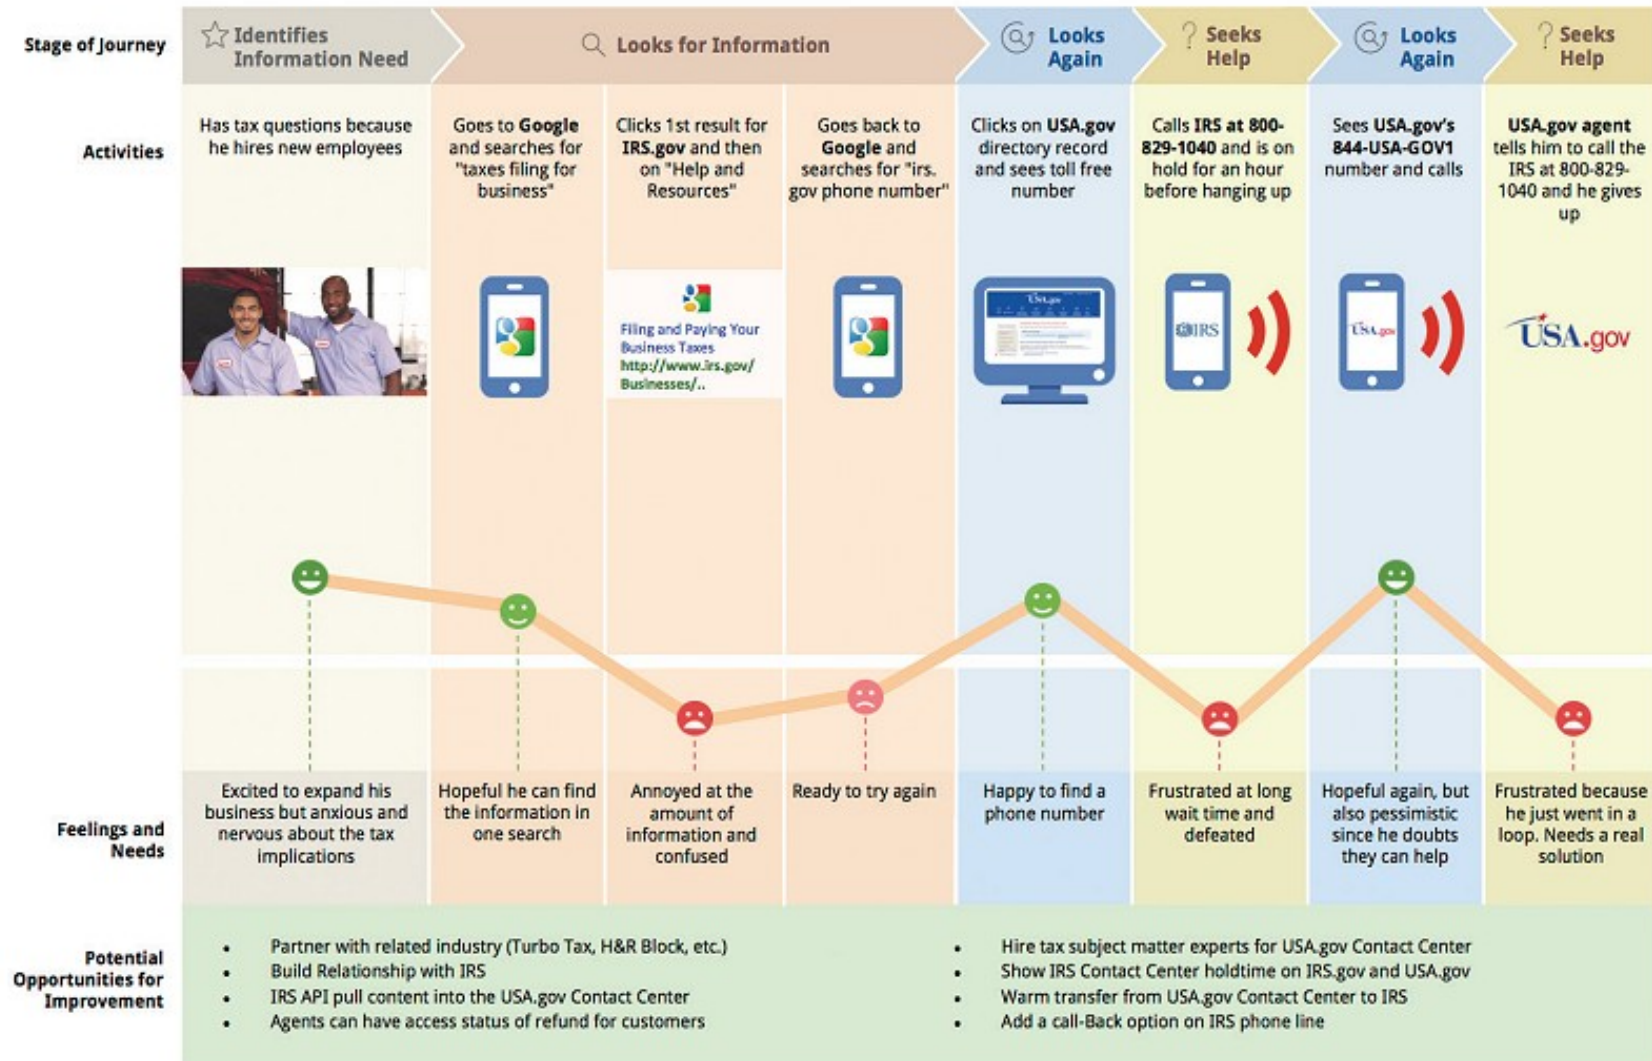 Stage of Journey
Identifies
Information Need
Looks for Information
Looks
Again
Seeks
Help
Looks
Again
Seeks
Help
Activities
Has tax questions because
he hires new employees
Goes to Google
and searches for
"taxes filing for
business"
Clicks 1st result for
IRS.gov and then
on "Help and
Resources"
Goes back to
Google and
searches for "irs.
gov phone number"
Clicks on USA.gov
directory record
and sees toll free
number
Calls IRS at 800-
829-1040 and is on
hold for an hour
before hanging up
Sees USA.gov's
844-USA-GOV1
number and calls
USA.gov agent
tells him to call the
IRS at 800-829-
1040 and he gives
up
Filing and Paying Your
Business Taxes
http://www.irs.gov/
Businesses/..
USA.gov
IRS
USA.gov
USA.gov
Feelings and
Needs
Excited to expand his
business but anxious and
nervous about the tax
implications
Hopeful he can find
the information in
one search
Annoyed at the
amount of
information and
confused
Ready to try again
Happy to find a
phone number
Frustrated at long
wait time and
defeated
Hopeful again, but
also pessimistic
since he doubts
they can help
Frustrated because
he just went in a
loop. Needs a real
solution
Potential
Opportunities for
Improvement
• Partner with related industry (Turbo Tax, H&R Block, etc.)
• Build Relationship with IRS
• IRS API pull content into the USA.gov Contact Center
• Agents can have access status of refund for customers
• Hire tax subject matter experts for USA.gov Contact Center
• Show IRS Contact Center holdtime on IRS.gov and USA.gov
• Warm transfer from USA.gov Contact Center to IRS
• Add a call-Back option on IRS phone line